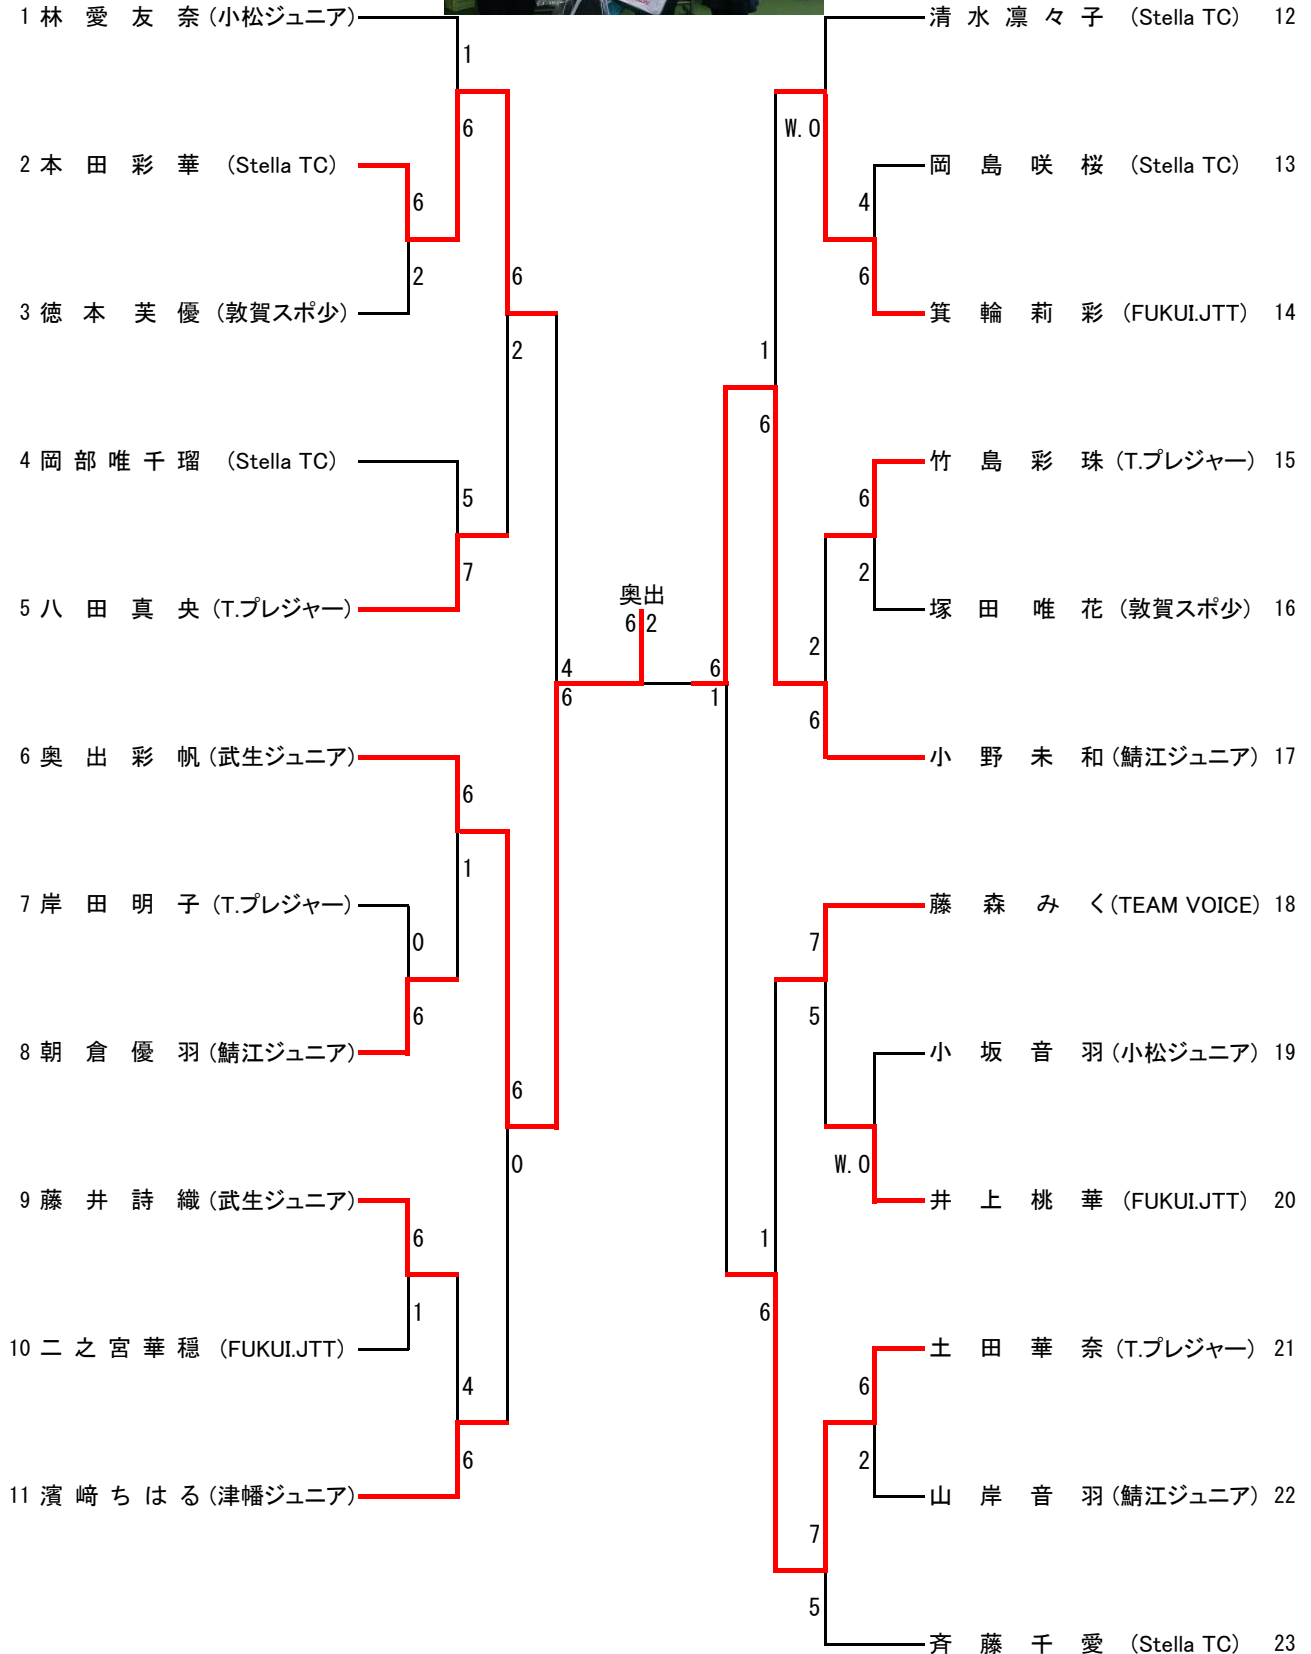 1 林 愛 友 奈 (小松ジュニア)
1
6
2 本 田 彩 華 (Stella TC)
6
2
3 徳 本 芙 優 (敦賀スポ少)
6
2
4 岡 部 唯 千 瑠 (Stella TC)
5
7
5 八 田 真 央 (T.プレジャー)
4
6
6 奥 出 彩 帆 (武生ジュニア)
6
1
7 岸 田 明 子 (T.プレジャー)
0
6
8 朝 倉 優 羽 (鯖江ジュニア)
6
0
9 藤 井 詩 織 (武生ジュニア)
6
1
10 二 之 宮 華 穏 (FUKUI.JTT)
4
6
11 濱 﨑 ち は る (津幡ジュニア)
奥出
6 2
清 水 凛 々 子 (Stella TC) 12
W.O
岡 島 咲 桜 (Stella TC) 13
4
6
箕 輪 莉 彩 (FUKUI.JTT) 14
1
6
竹 島 彩 珠 (T.プレジャー) 15
6
2
塚 田 唯 花 (敦賀スポ少) 16
2
6
小 野 未 和 (鯖江ジュニア) 17
6
1
藤 森 み く (TEAM VOICE) 18
7
5
小 坂 音 羽 (小松ジュニア) 19
W.O
井 上 桃 華 (FUKUI.JTT) 20
1
6
土 田 華 奈 (T.プレジャー) 21
6
2
山 岸 音 羽 (鯖江ジュニア) 22
7
5
斉 藤 千 愛 (Stella TC) 23